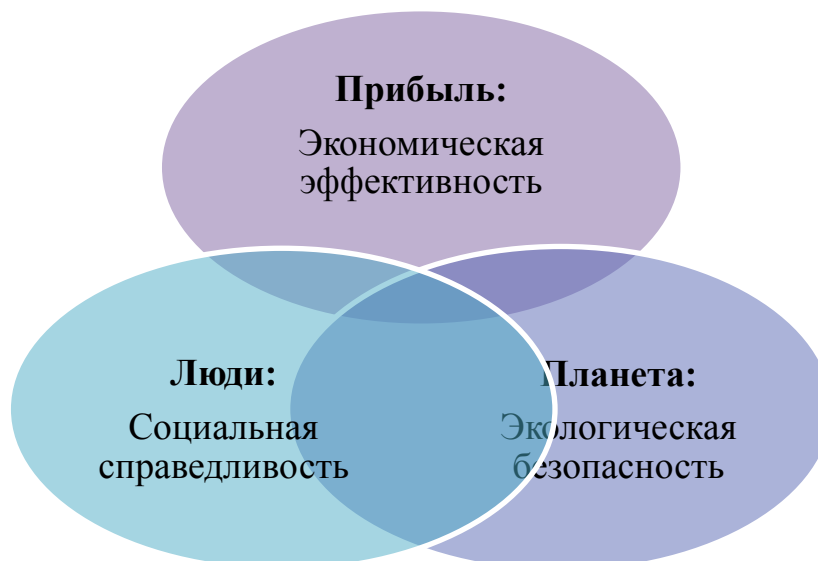 Прибыль:
Экономическая
эффективность
Люди:
Социальная
справедливость
Планета:
Экологическая
безопасность